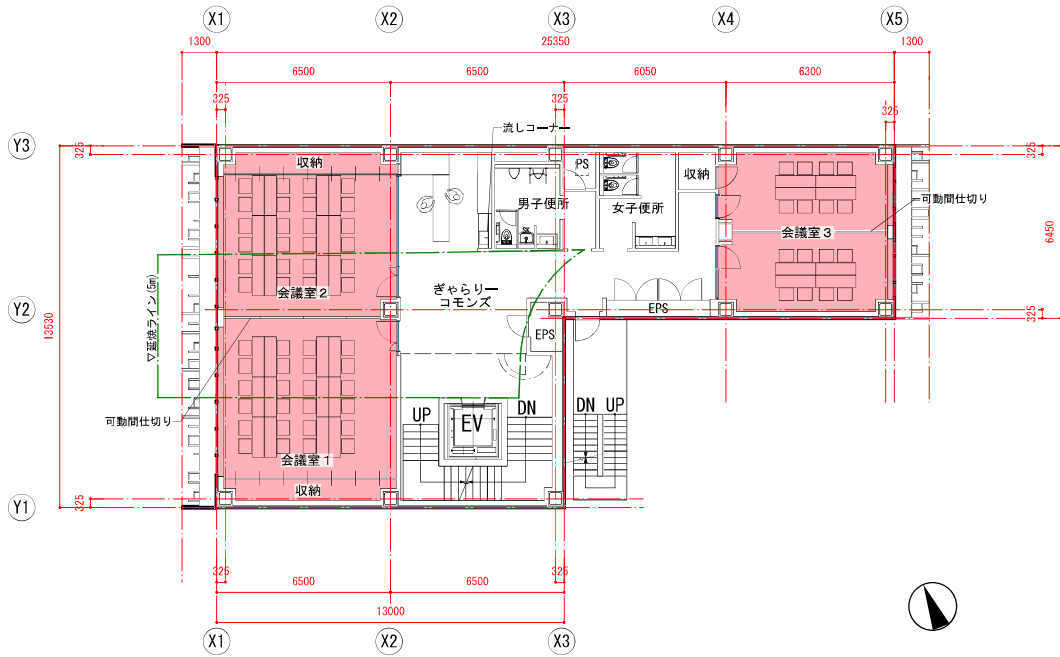 X1
X2
X3
X4
X5
1300
25350
1300
6500
6500
6050
6300
325
325
325
流しコーナー
Y3
325
325
収納
PS
収納
男子便所
女子便所
可動間仕切り
会議室3
6450
▽延焼ライン(5m)
会議室2
ぎゃらりー
コモンズ
Y2
EPS
EPS
325
13530
可動間仕切り
UP
EV
DN
DN
UP
会議室1
収納
Y1
325
325
325
6500
6500
13000
X1
X2
X3